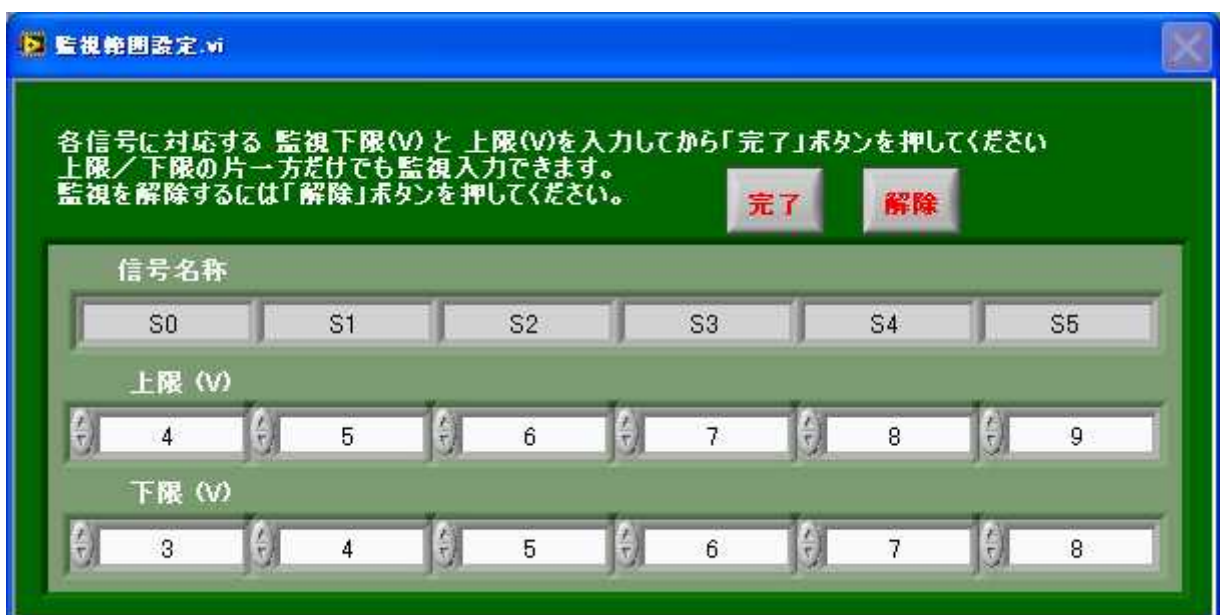 監視範囲設定.vi
各信号に対応する 監視下限(V) と 上限(V)を入力してから「完了」ボタンを押してください
上限／下限の片一方だけでも監視入力できます。
監視を解除するには「解除」ボタンを押してください。
完了 解除
信号名称
S0 S1 S2 S3 S4 S5
上限 (V)
4 5 6 7 8 9
下限 (V)
3 4 5 6 7 8